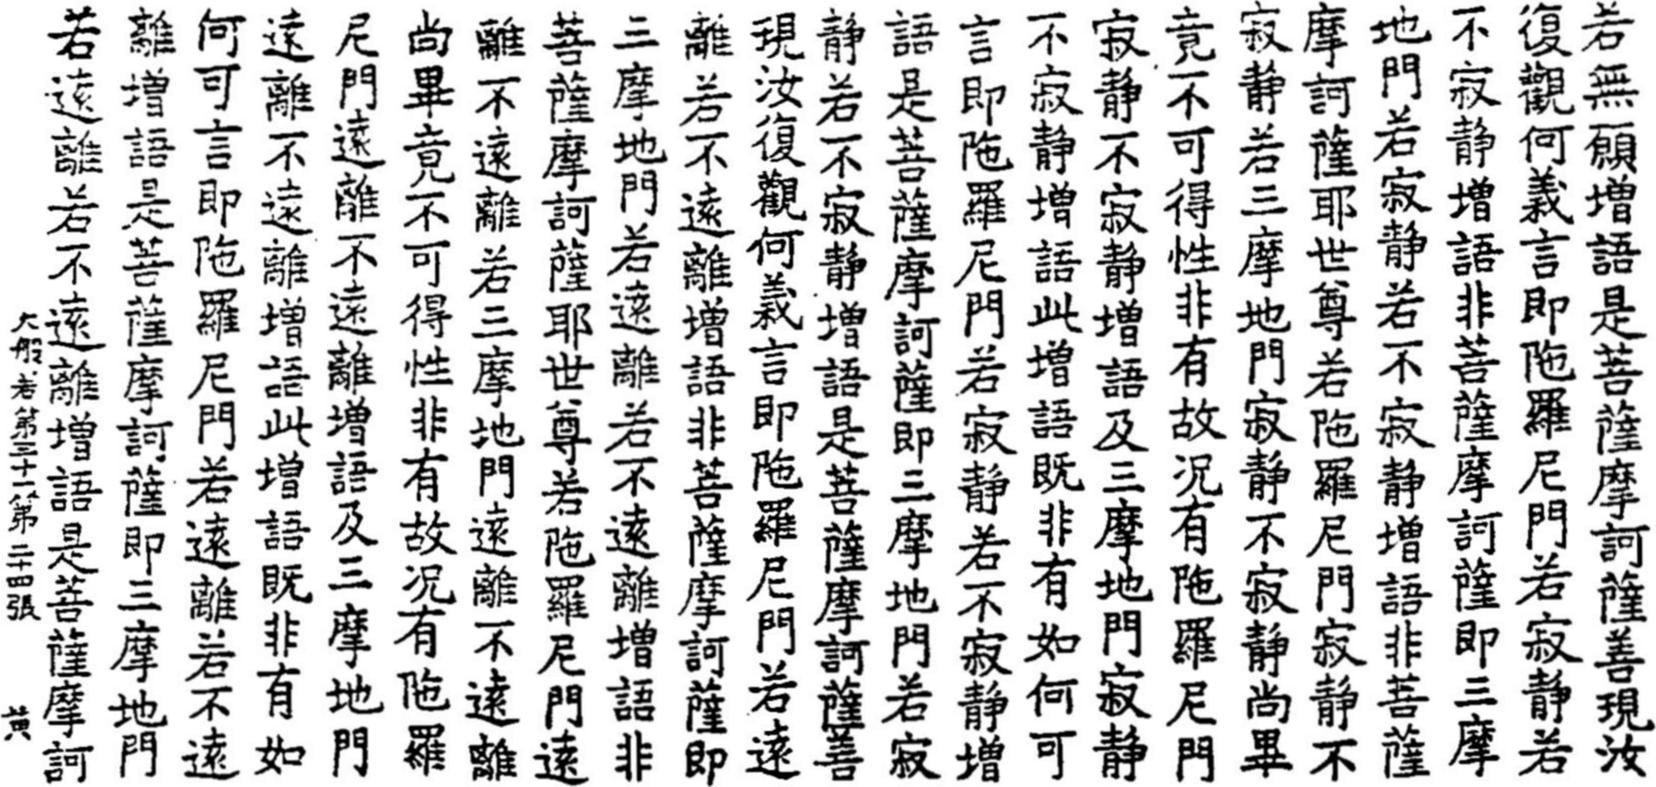 若無願增語是菩薩摩訶薩善現汝
復觀何義言即陁羅尼門若寂靜若
不寂靜增語非菩薩摩訶薩即三摩
地門若寂靜若不寂靜增語非菩薩
摩訶薩耶世尊若陁羅尼門寂靜不
寂靜若三摩地門寂靜不寂靜尚畢
竟不可得性非有故況有陁羅尼門
寂靜不寂靜增語及三摩地門寂靜
不寂靜增語此增語既非有如何可
言即陁羅尼門若寂靜若不寂靜增
語是菩薩摩訶薩即三摩地門若寂
靜若不寂靜增語是菩薩摩訶薩善
現汝復觀何義言即陁羅尼門若遠
離若不遠離增語非菩薩摩訶薩即
三摩地門若遠離若不遠離增語非
菩薩摩訶薩耶世尊若陁羅尼門遠
離不遠離若三摩地門遠離不遠離
尚畢竟不可得性非有故況有陁羅
尼門遠離不遠離增語及三摩地門
遠離不遠離增語此增語既非有如
何可言即陁羅尼門若遠離若不遠
離增語是菩薩摩訶薩即三摩地門
若遠離若不遠離增語是菩薩摩訶
大般若第三十一第二十四張 黃